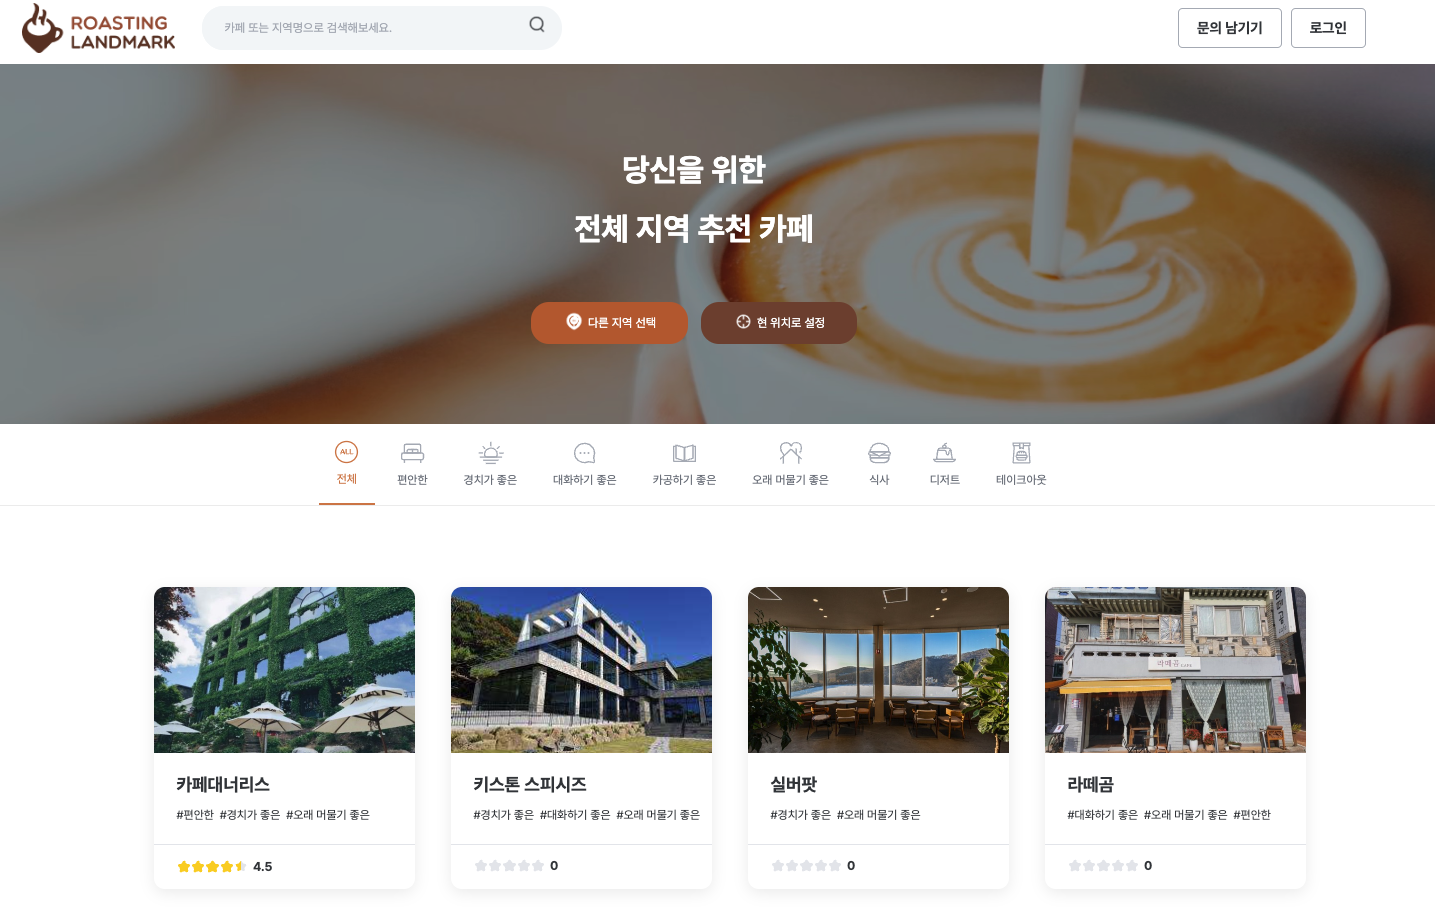 ROASTING
LANDMARK
카페 또는 지역명으로 검색해보세요.
문의 남기기
로그인
당신을 위한
전체 지역 추천 카페
다른 지역 선택
현 위치로 설정
ALL
전체
편안한
경치가 좋은
대화하기 좋은
카공하기 좋은
오래 머물기 좋은
식사
디저트
테이크아웃
라떼곰 CAFE
카페대너리스
#편안한 #경치가 좋은 #오래 머물기 좋은
4.5
키스톤 스피시즈
#경치가 좋은 #대화하기 좋은 #오래 머물기 좋은
0
실버팟
#경치가 좋은 #오래 머물기 좋은
0
라떼곰
#대화하기 좋은 #오래 머물기 좋은 #편안한
0